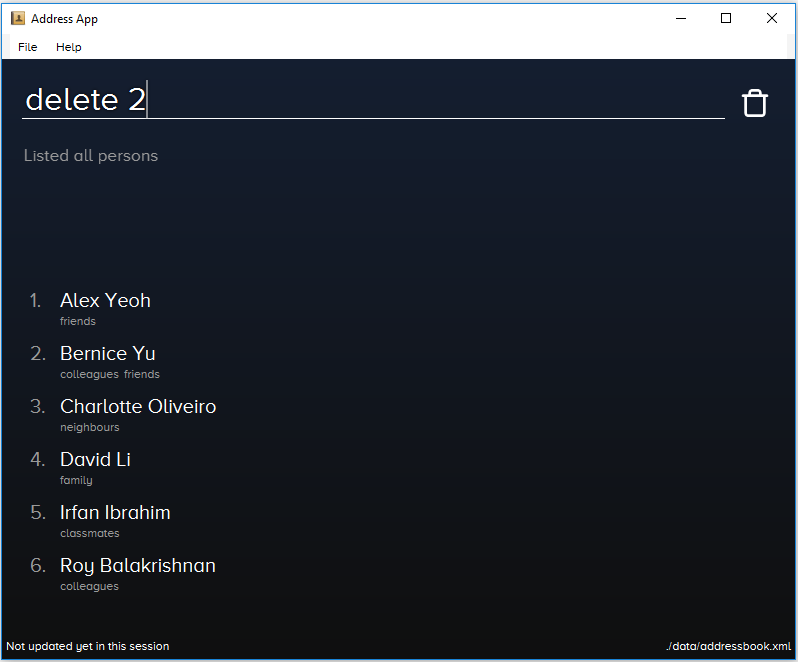 Address App
File Help
delete 2
Listed all persons
1. Alex Yeoh
friends
2. Bernice Yu
colleagues friends
3. Charlotte Oliveiro
neighbours
4. David Li
family
5. Irfan Ibrahim
classmates
6. Roy Balakrishnan
colleagues
Not updated yet in this session ./data/addressbook.xml